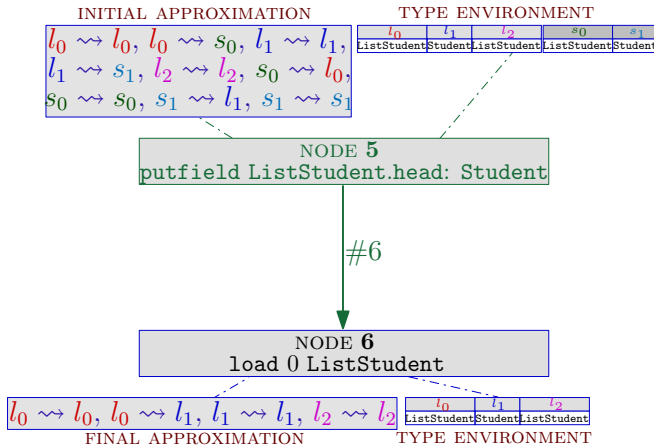 INITIAL APPROXIMATION
TYPE ENVIRONMENT
l₀ ⇝ l₀, l₀ ⇝ s₀, l₁ ⇝ l₁,
l₁ ⇝ s₁, l₂ ⇝ l₂, s₀ ⇝ l₀,
s₀ ⇝ s₀, s₁ ⇝ l₁, s₁ ⇝ s₁
l₀ l₁ l₂ s₀ s₁
ListStudent Student ListStudent ListStudent Student
NODE 5
putfield ListStudent.head: Student
#6
NODE 6
load 0 ListStudent
l₀ ⇝ l₀, l₀ ⇝ l₁, l₁ ⇝ l₁, l₂ ⇝ l₂
l₀ l₁ l₂
ListStudent Student ListStudent
FINAL APPROXIMATION
TYPE ENVIRONMENT